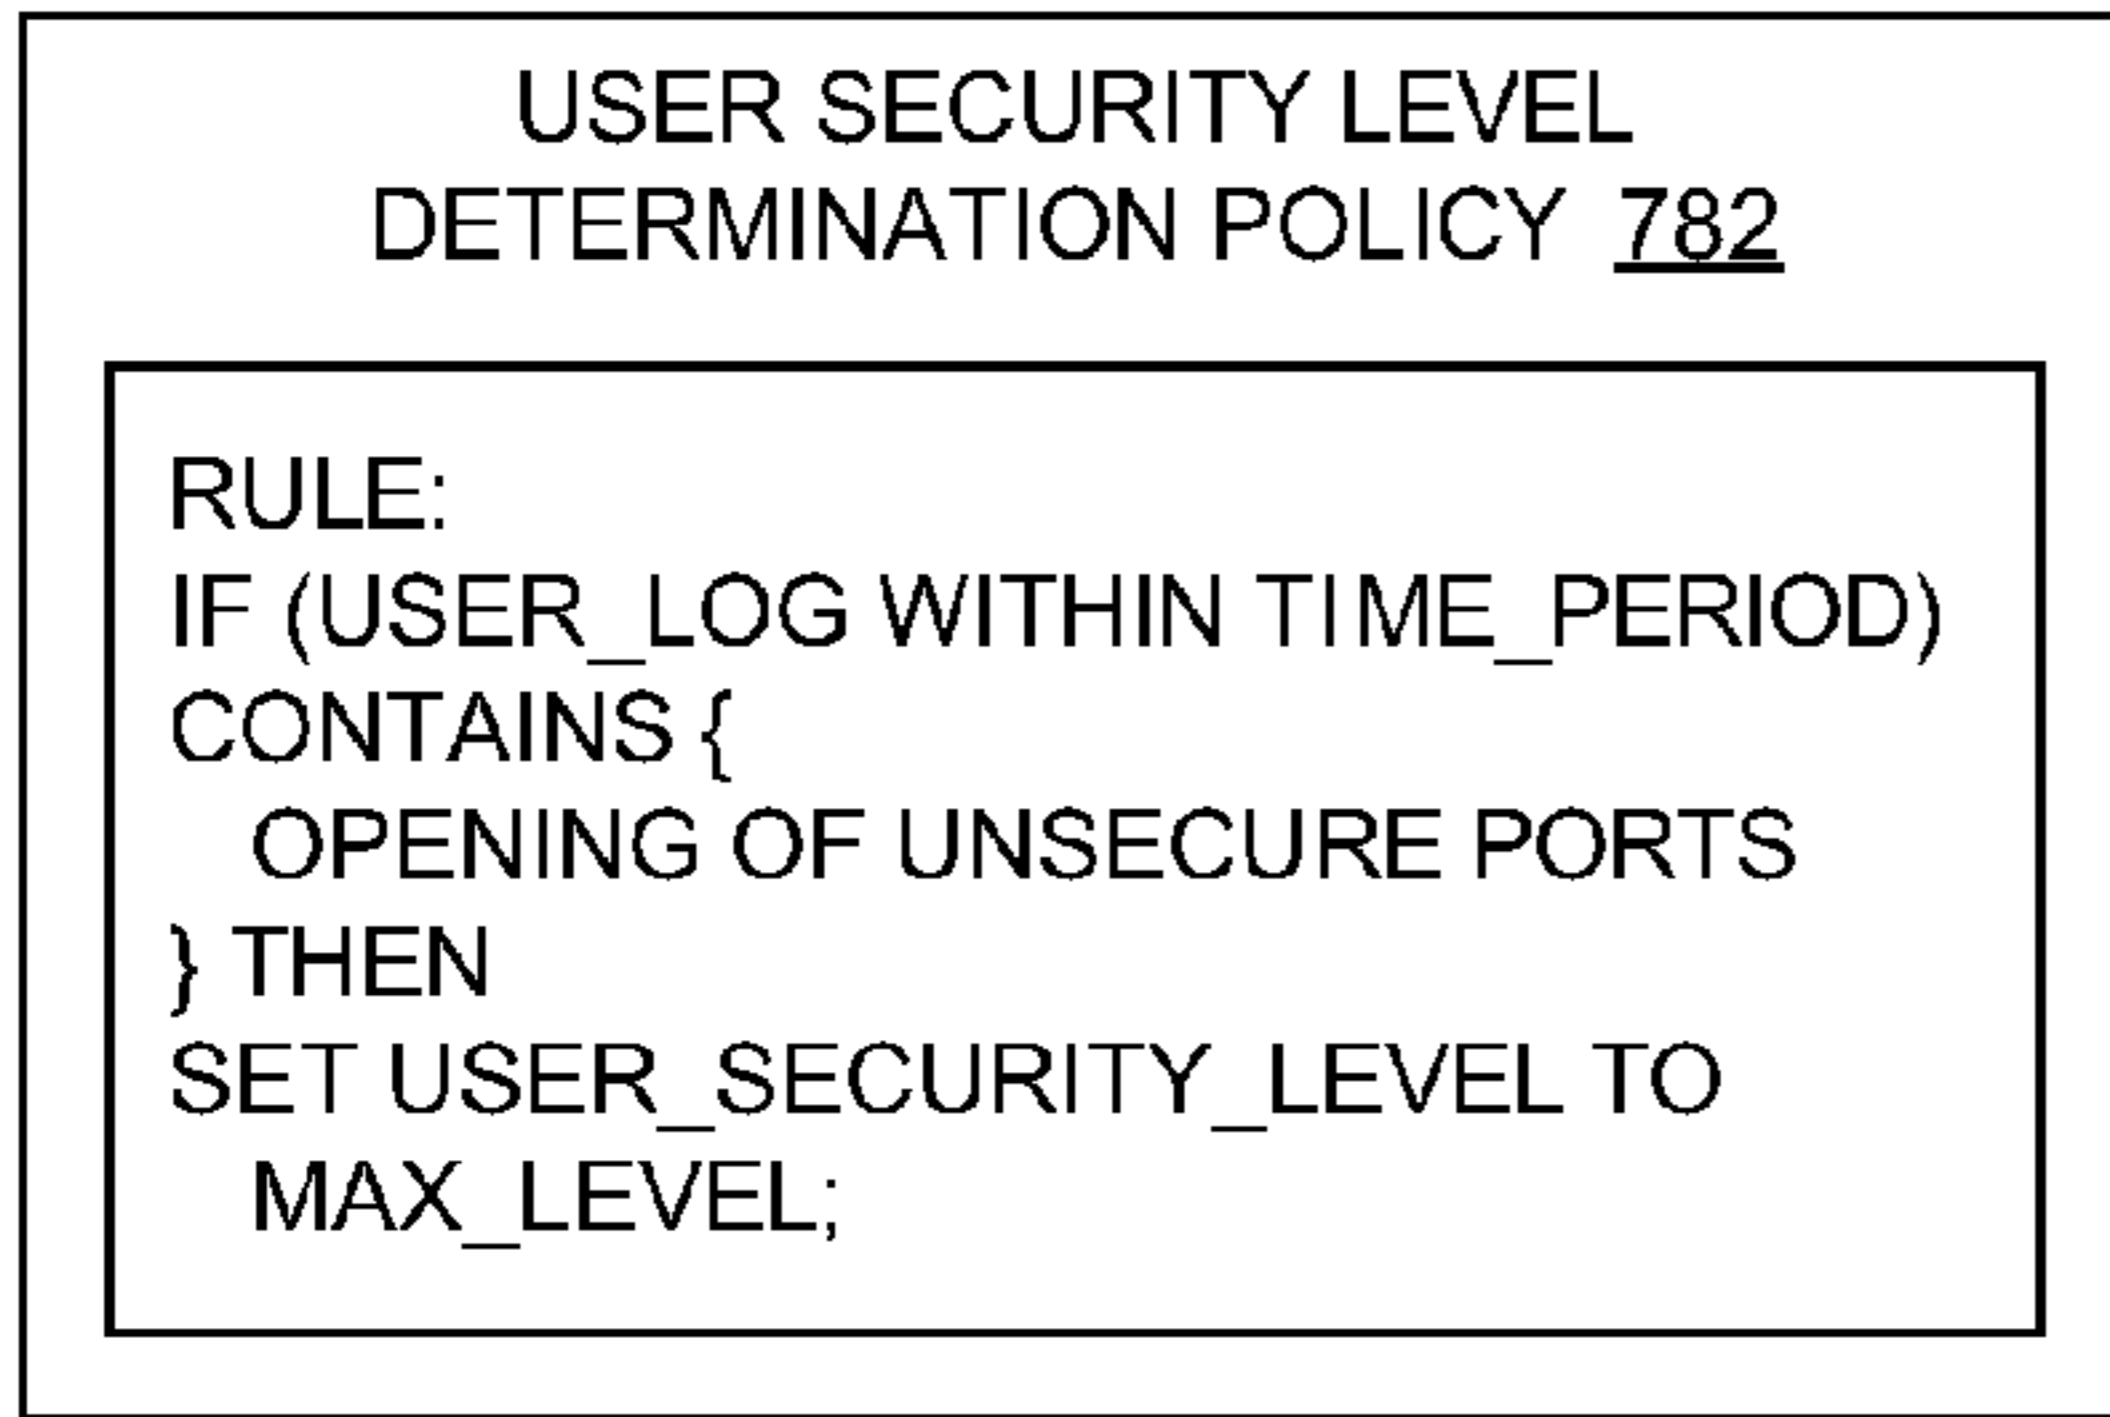 USER SECURITY LEVEL
DETERMINATION POLICY 782
RULE:
IF (USER_LOG WITHIN TIME_PERIOD)
CONTAINS {
OPENING OF UNSECURE PORTS
} THEN
SET USER_SECURITY_LEVEL TO
MAX_LEVEL;